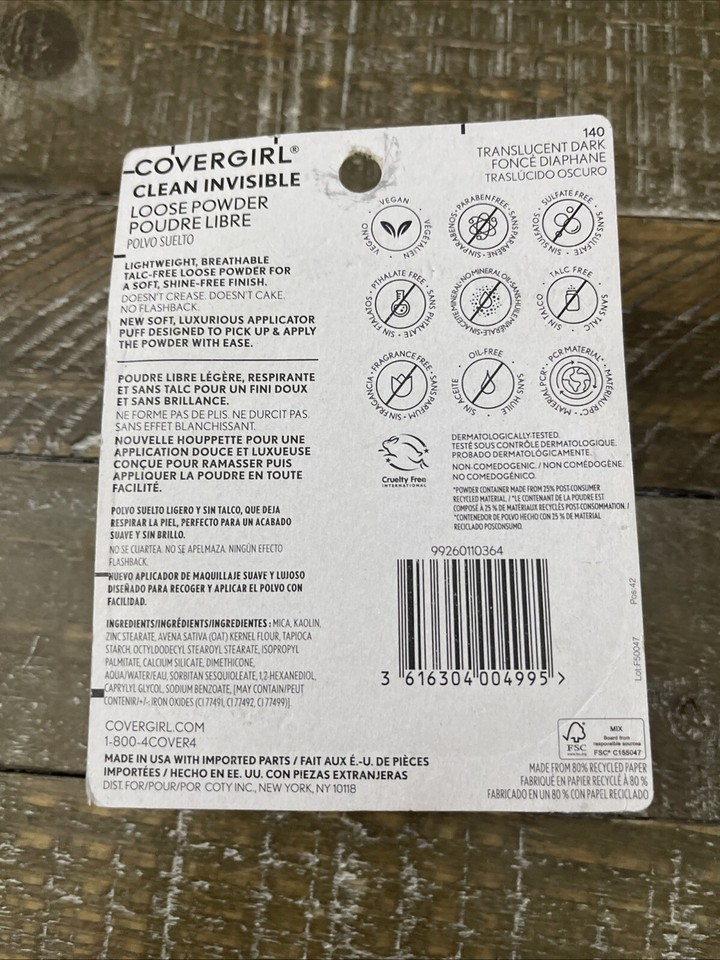 COVERGIRL®
CLEAN INVISIBLE
LOOSE POWDER
POUDRE LIBRE
POLVO SUELTO
LIGHTWEIGHT, BREATHABLE
TALC-FREE LOOSE POWDER FOR
A SOFT, SHINE-FREE FINISH.
DOESN'T CREASE. DOESN'T CAKE.
NO FLASHBACK.
NEW SOFT, LUXURIOUS APPLICATOR
PUFF DESIGNED TO PICK UP & APPLY
THE POWDER WITH EASE.
POUDRE LIBRE LÉGÈRE, RESPIRANTE
ET SANS TALC POUR UN FINI DOUX
ET SANS BRILLANCE.
NE FORME PAS DE PLIS. NE DURCIT PAS.
SANS EFFET BLANCHISSANT.
NOUVELLE HOUPPETTE POUR UNE
APPLICATION DOUCE ET LUXUEUSE
CONÇUE POUR RAMASSER PUIS
APPLIQUER LA POUDRE EN TOUTE
FACILITÉ.
POLVO SUELTO LIGERO Y SIN TALCO, QUE DEJA
RESPIRAR LA PIEL, PERFECTO PARA UN ACABADO
SUAVE Y SIN BRILLO.
NO SE CUARTEA. NO SE APELMAZA. NINGÚN EFECTO
FLASHBACK.
NUEVO APLICADOR DE MAQUILLAJE SUAVE Y LUJOSO
DISEÑADO PARA RECOGER Y APLICAR EL POLVO CON
FACILIDAD.
INGREDIENTS/INGRÉDIENTS/INGREDIENTES: MICA, KAOLIN,
ZINC STEARATE, AVENA SATIVA (OAT) KERNEL FLOUR, TAPIOCA
STARCH, OCTYLDODECYL STEAROYL STEARATE, ISOPROPYL
PALMITATE, CALCIUM SILICATE, DIMETHICONE,
AQUA/WATER/EAU, SORBITAN SESQUIOLEATE, 1,2-HEXANEDIOL,
CAPRYLYL GLYCOL, SODIUM BENZOATE, [MAY CONTAIN/PEUT
CONTENIR/+/-: IRON OXIDES (CI 77491, CI 77492, CI 77499)].
COVERGIRL.COM
1-800-4COVER4
MADE IN USA WITH IMPORTED PARTS / FAIT AUX É.-U. DE PIÈCES
IMPORTÉES / HECHO EN EE. UU. CON PIEZAS EXTRANJERAS
DIST. FOR/POUR/POR COTY INC., NEW YORK, NY 10118
140
TRANSLUCENT DARK
FONCÉ DIAPHANE
TRASLÚCIDO OSCURO
VEGAN · VÉGÉTALIEN · VEGANO
PARABEN FREE · SANS PARABÈNE · SIN PARABENOS
SULFATE FREE · SANS SULFATE · SIN SULFATOS
PTHALATE FREE · SANS PHTALATE · SIN FTALATOS
NO MINERAL OIL · SANS HUILE MINÉRALE · SIN ACEITE MINERAL
TALC FREE · SANS TALC · SIN TALCO
FRAGRANCE FREE · SANS PARFUM · SIN FRAGANCIA
OIL-FREE · SANS HUILE · SIN ACEITE
PCR MATERIAL* · MATÉRIAU RPC* · MATERIAL PCR*
Cruelty Free
INTERNATIONAL
DERMATOLOGICALLY-TESTED.
TESTÉ SOUS CONTRÔLE DERMATOLOGIQUE.
PROBADO DERMATOLÓGICAMENTE.
NON-COMEDOGENIC. / NON COMÉDOGÈNE.
NO COMEDOGÉNICO.
*POWDER CONTAINER MADE FROM 25% POST-CONSUMER
RECYCLED MATERIAL. / *LE CONTENANT DE LA POUDRE EST
COMPOSÉ À 25 % DE MATÉRIAUX RECYCLÉS POST-CONSOMMATION. /
*CONTENEDOR DE POLVO HECHO CON 25 % DE MATERIAL
RECICLADO POSCONSUMO.
99260110364
3 616304 004995 >
Lot: F50047 Pos: 42
FSC
MIX
Board from
responsible sources
FSC® C155047
MADE FROM 80% RECYCLED PAPER
FABRIQUÉ EN PAPIER RECYCLÉ À 80 %
FABRICADO EN UN 80 % CON PAPEL RECICLADO